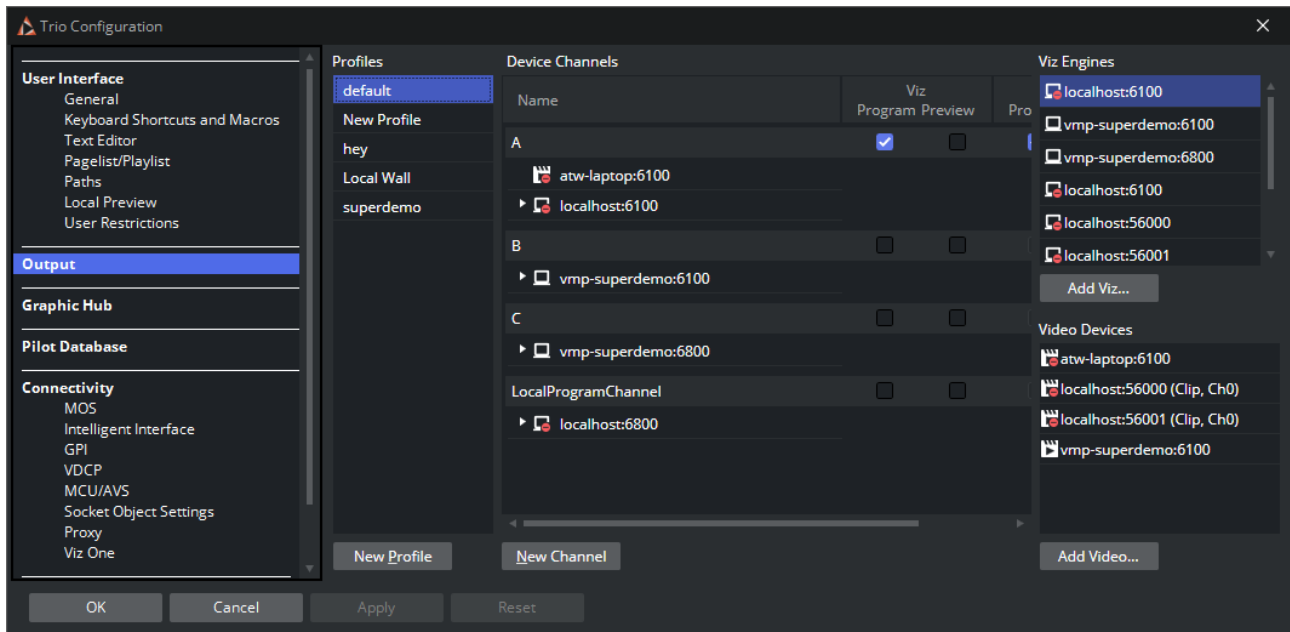 Trio Configuration
User Interface
General
Keyboard Shortcuts and Macros
Text Editor
Pagelist/Playlist
Paths
Local Preview
User Restrictions
Output
Graphic Hub
Pilot Database
Connectivity
MOS
Intelligent Interface
GPI
VDCP
MCU/AVS
Socket Object Settings
Proxy
Viz One
Profiles
default
New Profile
hey
Local Wall
superdemo
New Profile
Device Channels
Name
Viz
Program Preview
Pro
A
atw-laptop:6100
localhost:6100
B
vmp-superdemo:6100
C
vmp-superdemo:6800
LocalProgramChannel
localhost:6800
New Channel
Viz Engines
localhost:6100
vmp-superdemo:6100
vmp-superdemo:6800
localhost:6100
localhost:56000
localhost:56001
Add Viz...
Video Devices
atw-laptop:6100
localhost:56000 (Clip, Ch0)
localhost:56001 (Clip, Ch0)
vmp-superdemo:6100
Add Video...
OK
Cancel
Apply
Reset